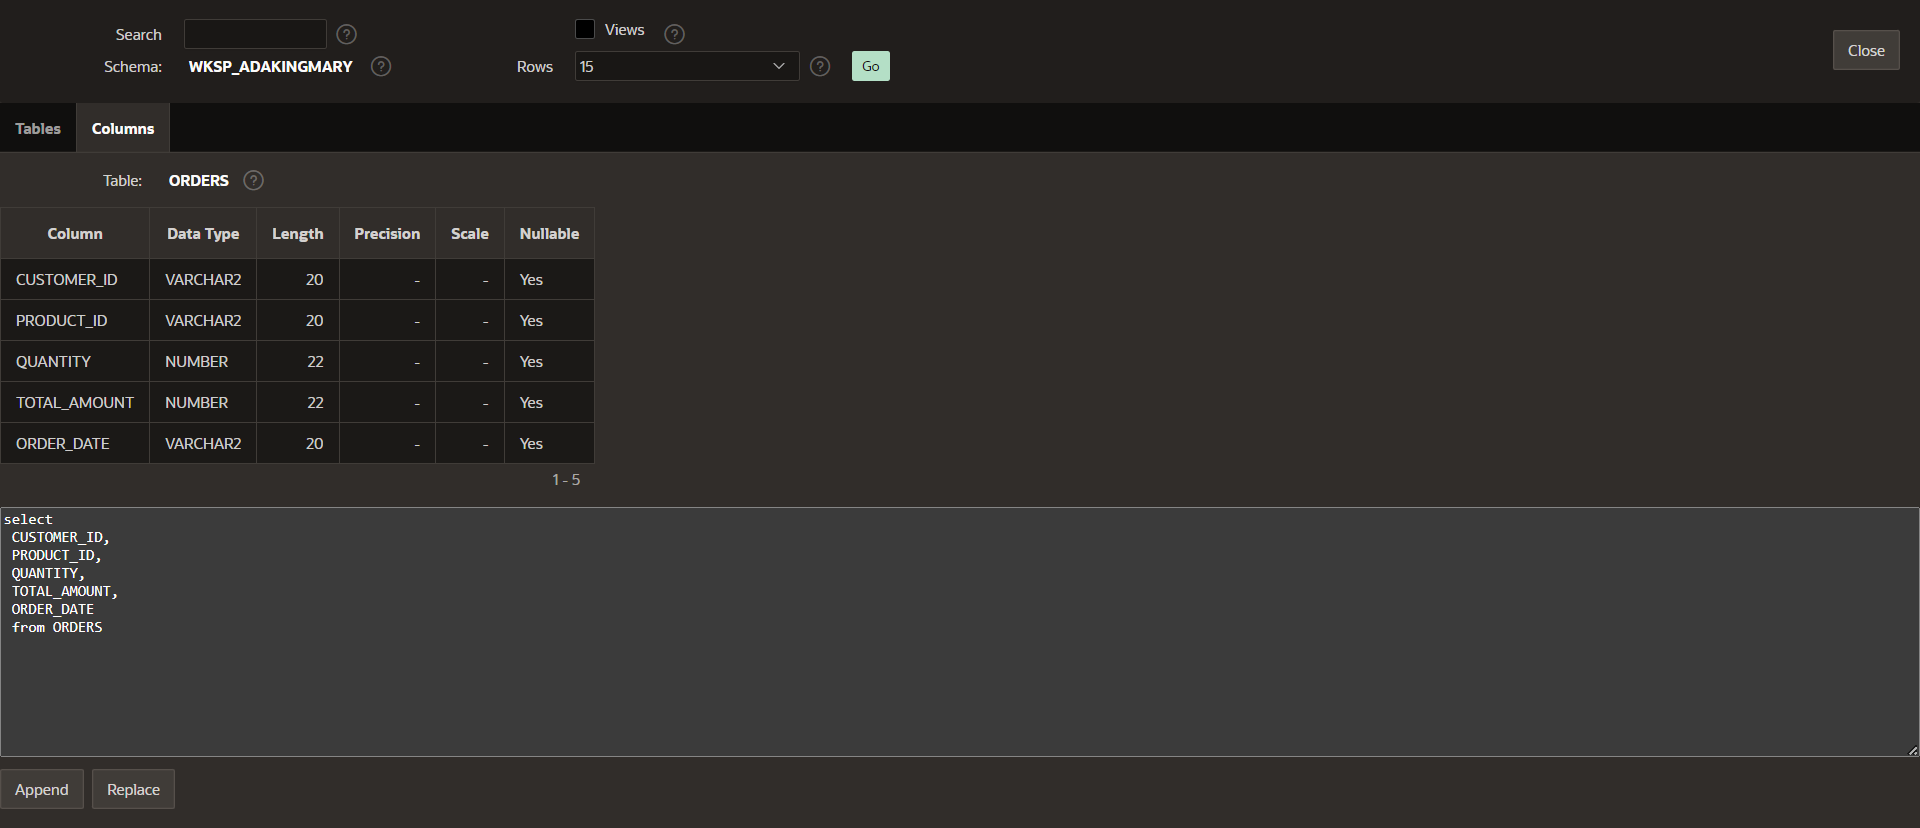 Search ? Views ?
Schema: WKSP_ADAKINGMARY ? Rows 15 ? Go Close
Tables Columns
Table: ORDERS ?
Column Data Type Length Precision Scale Nullable
CUSTOMER_ID VARCHAR2 20 - - Yes
PRODUCT_ID VARCHAR2 20 - - Yes
QUANTITY NUMBER 22 - - Yes
TOTAL_AMOUNT NUMBER 22 - - Yes
ORDER_DATE VARCHAR2 20 - - Yes
1 - 5
select
CUSTOMER_ID,
PRODUCT_ID,
QUANTITY,
TOTAL_AMOUNT,
ORDER_DATE
from ORDERS
Append Replace